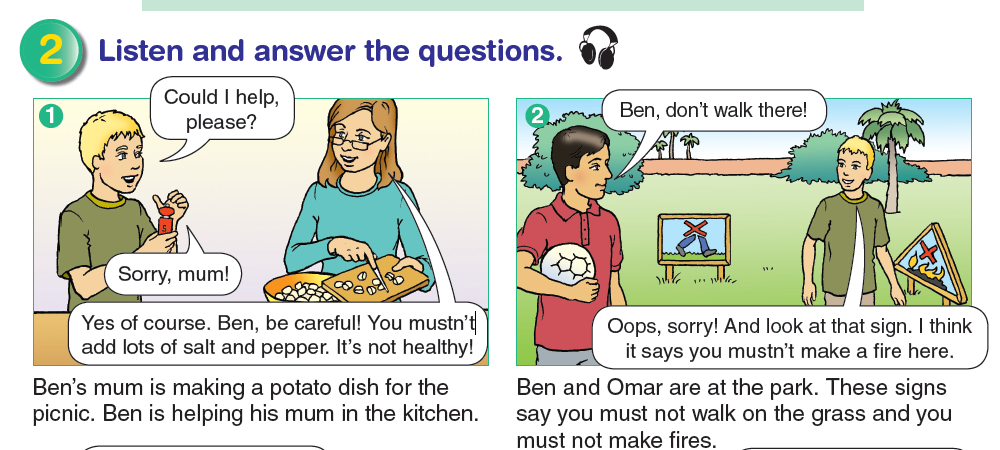 2 Listen and answer the questions.
1
Could I help,
please?
Sorry, mum!
Yes of course. Ben, be careful! You mustn't
add lots of salt and pepper. It's not healthy!
Ben's mum is making a potato dish for the
picnic. Ben is helping his mum in the kitchen.
2
Ben, don't walk there!
Oops, sorry! And look at that sign. I think
it says you mustn't make a fire here.
Ben and Omar are at the park. These signs
say you must not walk on the grass and you
must not make fires.